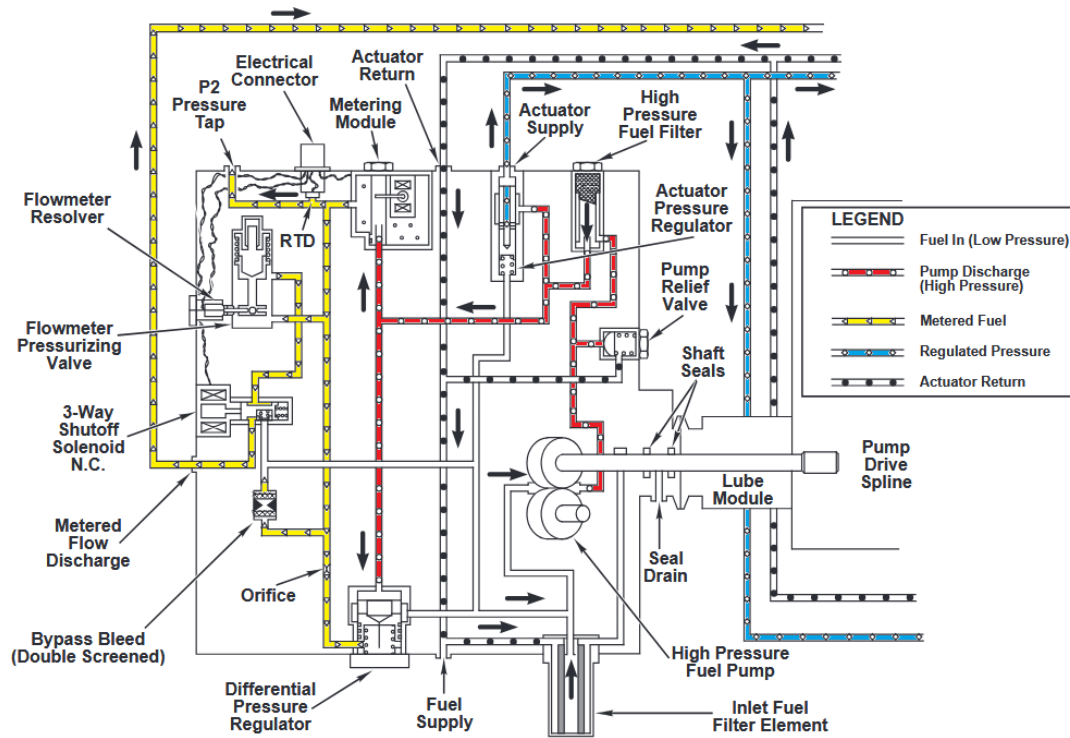 Electrical
Connector
Actuator
Return
P2
Pressure
Tap
Metering
Module
Actuator
Supply
High
Pressure
Fuel Filter
Flowmeter
Resolver
RTD
Actuator
Pressure
Regulator
LEGEND
Fuel In (Low Pressure)
Pump Discharge
(High Pressure)
Metered Fuel
Regulated Pressure
Actuator Return
Pump
Relief
Valve
Flowmeter
Pressurizing
Valve
Shaft
Seals
3-Way
Shutoff
Solenoid
N.C.
Pump
Drive
Spline
Lube
Module
Metered
Flow
Discharge
Seal
Drain
Orifice
Bypass Bleed
(Double Screened)
High Pressure
Fuel Pump
Differential
Pressure
Regulator
Fuel
Supply
Inlet Fuel
Filter Element